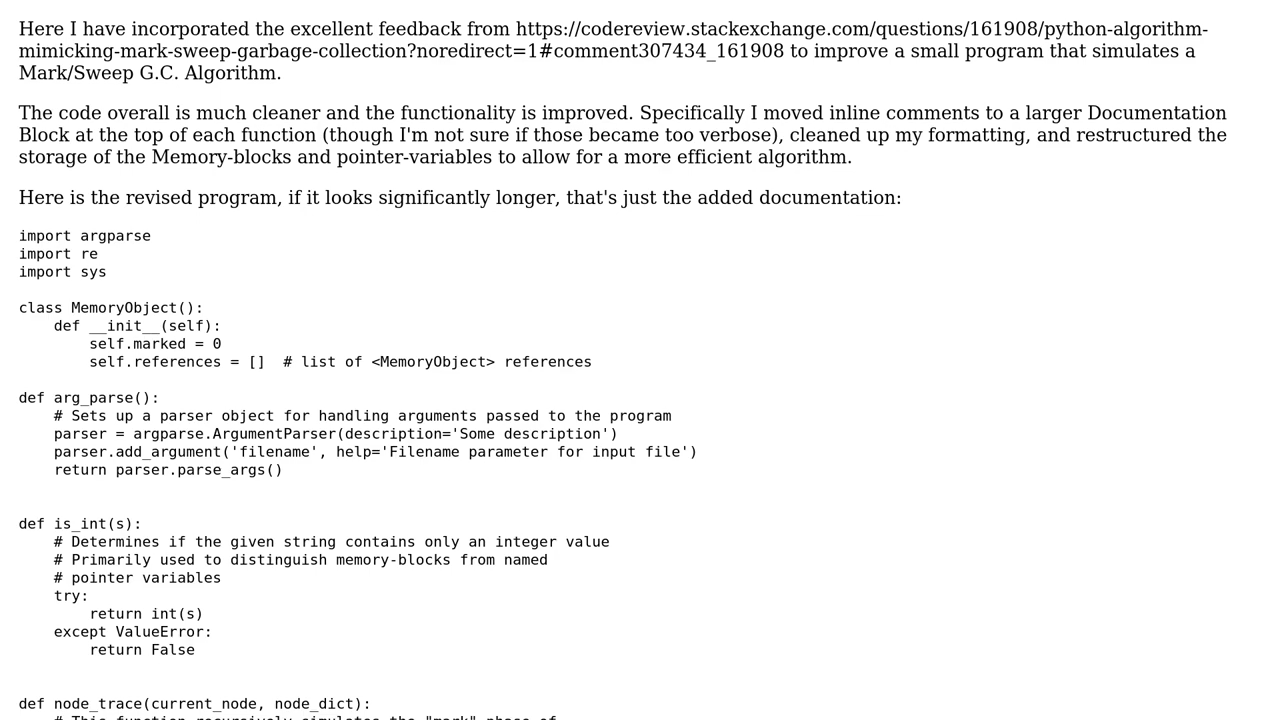 Here I have incorporated the excellent feedback from https://codereview.stackexchange.com/questions/161908/python-algorithm-
mimicking-mark-sweep-garbage-collection?noredirect=1#comment307434_161908 to improve a small program that simulates a
Mark/Sweep G.C. Algorithm.
The code overall is much cleaner and the functionality is improved. Specifically I moved inline comments to a larger Documentation
Block at the top of each function (though I'm not sure if those became too verbose), cleaned up my formatting, and restructured the
storage of the Memory-blocks and pointer-variables to allow for a more efficient algorithm.
Here is the revised program, if it looks significantly longer, that's just the added documentation:
import argparse
import re
import sys
class MemoryObject():
    def __init__(self):
        self.marked = 0
        self.references = []  # list of <MemoryObject> references
def arg_parse():
    # Sets up a parser object for handling arguments passed to the program
    parser = argparse.ArgumentParser(description='Some description')
    parser.add_argument('filename', help='Filename parameter for input file')
    return parser.parse_args()
def is_int(s):
    # Determines if the given string contains only an integer value
    # Primarily used to distinguish memory-blocks from named
    # pointer variables
    try:
        return int(s)
    except ValueError:
        return False
def node_trace(current_node, node_dict):
    # This function recursively simulates the "mark" phase of